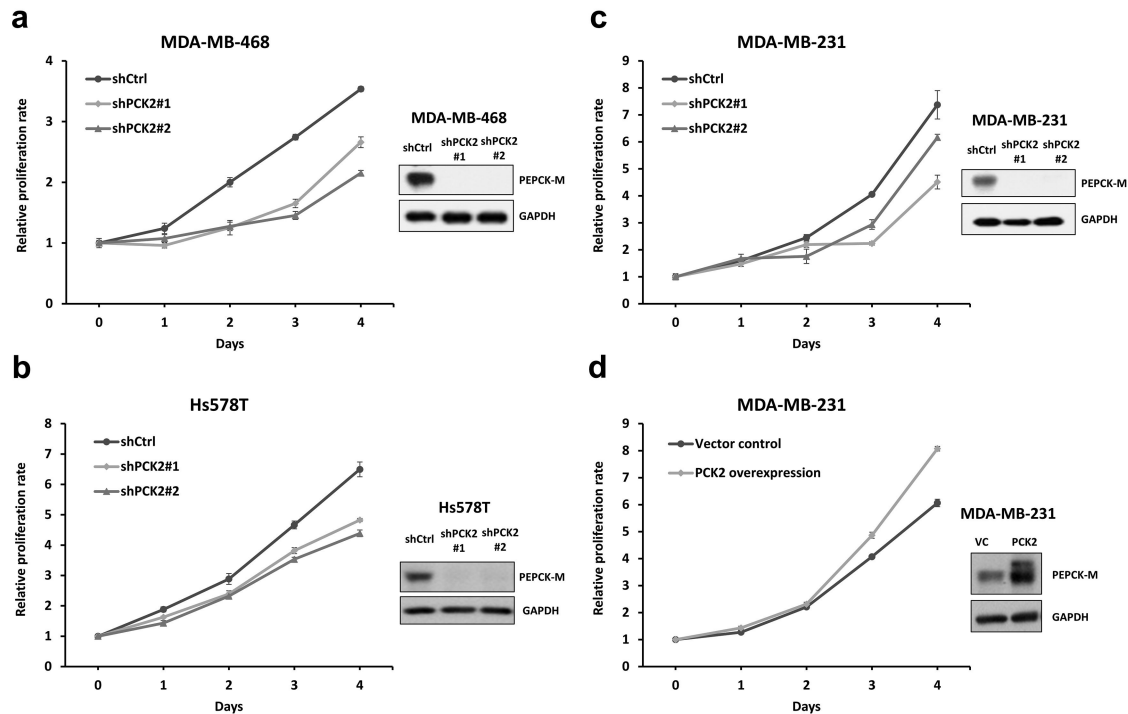 a
MDA-MB-468
Relative proliferation rate
4
3
2
1
0
shCtrl
shPCK2#1
shPCK2#2
0 1 2 3 4
Days
MDA-MB-468
shCtrl shPCK2 #1 shPCK2 #2
PEPCK-M
GAPDH
c
MDA-MB-231
Relative proliferation rate
9
8
7
6
5
4
3
2
1
0
shCtrl
shPCK2#1
shPCK2#2
0 1 2 3 4
Days
MDA-MB-231
shCtrl shPCK2 #1 shPCK2 #2
PEPCK-M
GAPDH
b
Hs578T
Relative proliferation rate
8
7
6
5
4
3
2
1
0
shCtrl
shPCK2#1
shPCK2#2
0 1 2 3 4
Days
Hs578T
shCtrl shPCK2 #1 shPCK2 #2
PEPCK-M
GAPDH
d
MDA-MB-231
Relative proliferation rate
9
8
7
6
5
4
3
2
1
0
Vector control
PCK2 overexpression
0 1 2 3 4
Days
MDA-MB-231
VC PCK2
PEPCK-M
GAPDH